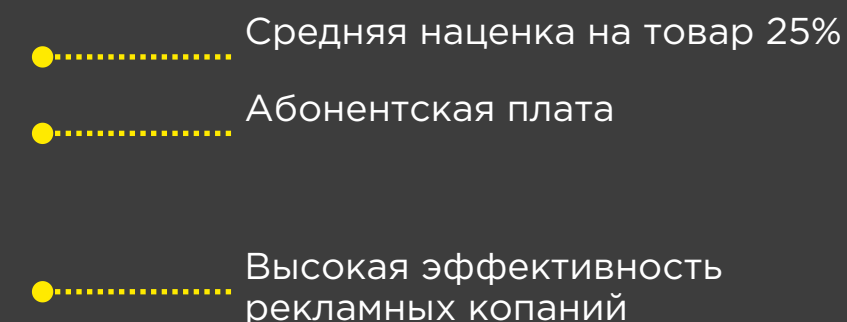 Средняя наценка на товар 25%
Абонентская плата
Высокая эффективность
рекламных копаний